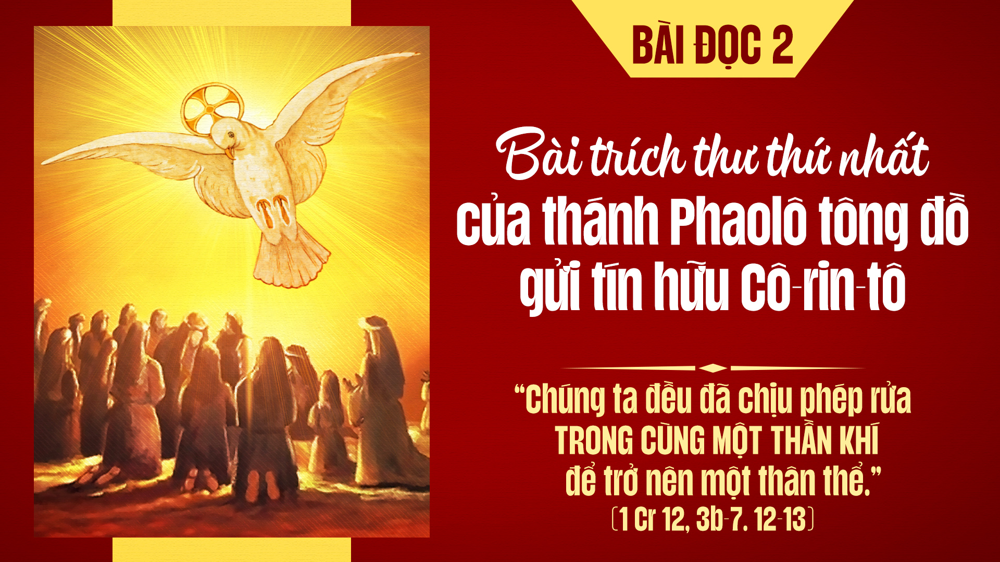 BÀI ĐỌC 2
Bài trích thư thứ nhất
của thánh Phaolô tông đồ
gửi tín hữu Cô-rin-tô
“Chúng ta đều đã chịu phép rửa
TRONG CÙNG MỘT THẦN KHÍ
để trở nên một thân thể.”
(1 Cr 12, 3b-7. 12-13)